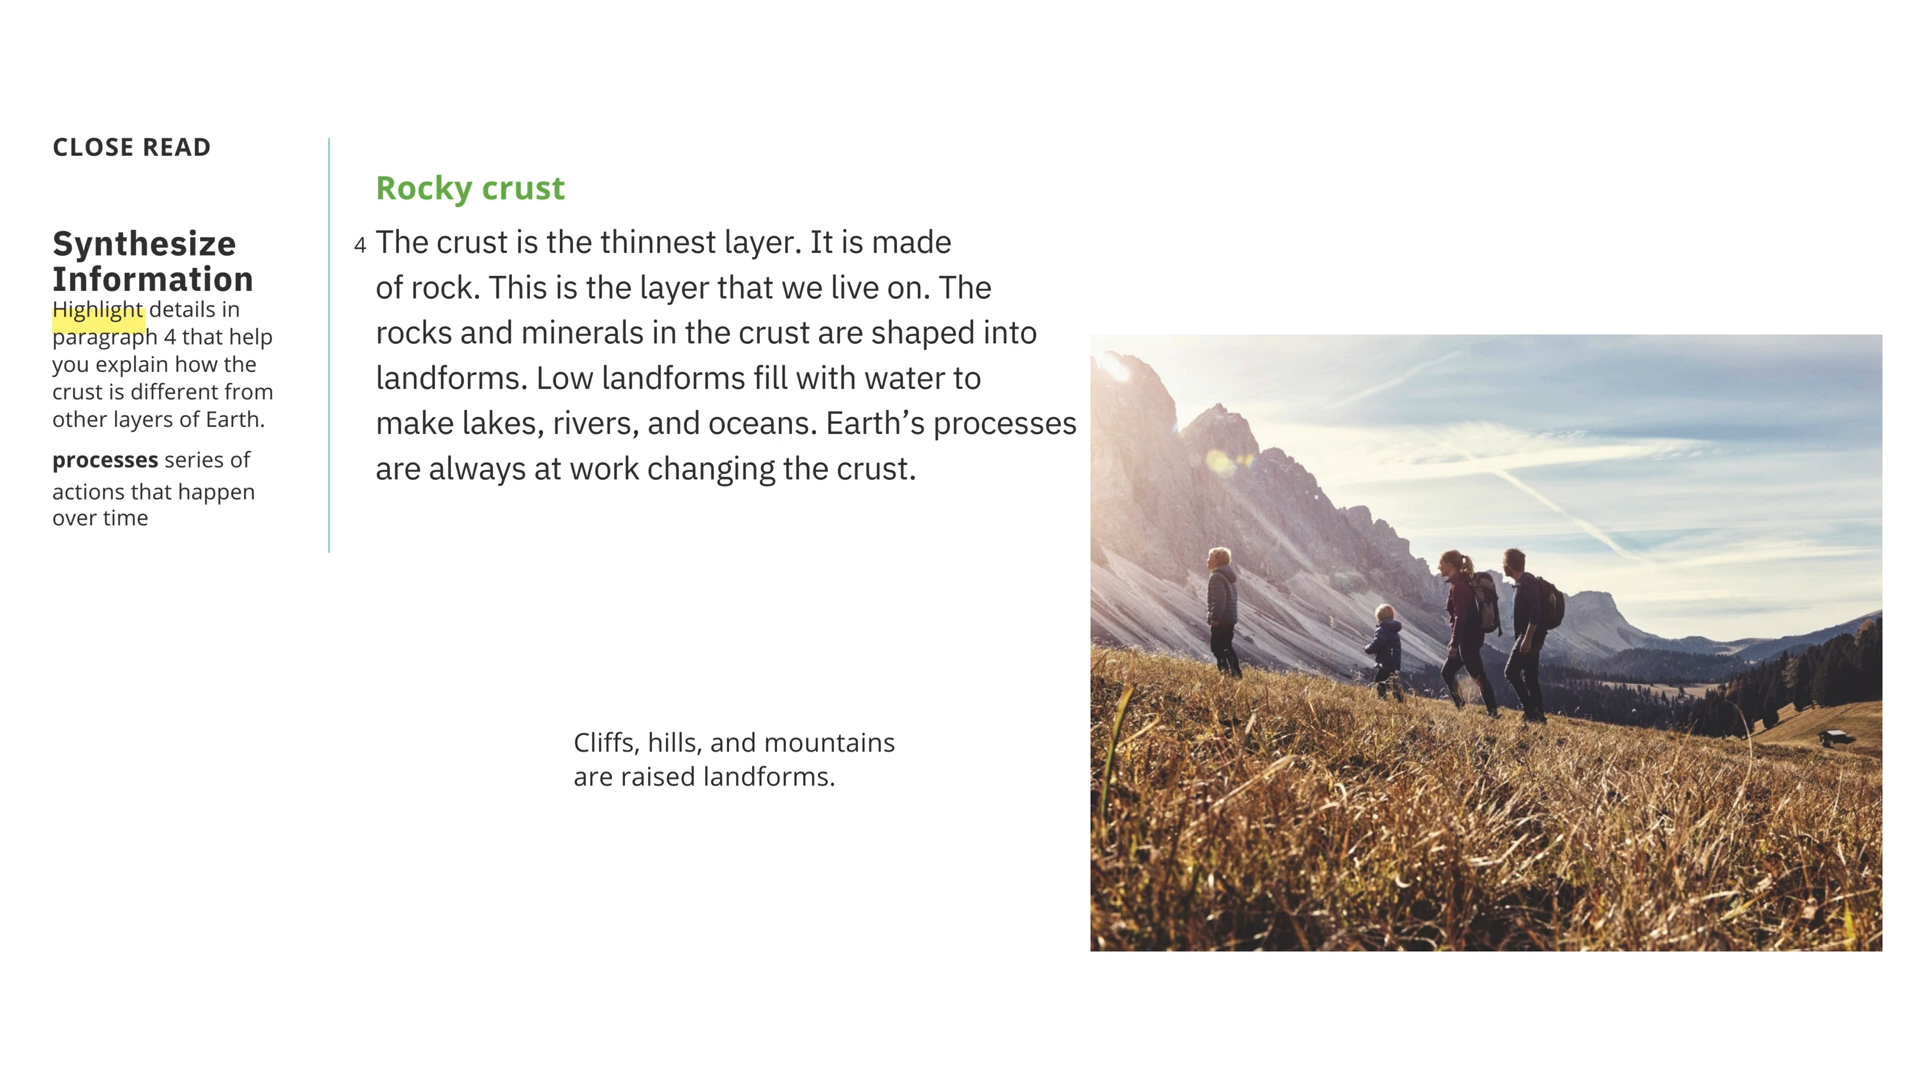 CLOSE READ
Synthesize
Information
Highlight details in
paragraph 4 that help
you explain how the
crust is different from
other layers of Earth.
processes series of
actions that happen
over time
Rocky crust
4 The crust is the thinnest layer. It is made
of rock. This is the layer that we live on. The
rocks and minerals in the crust are shaped into
landforms. Low landforms fill with water to
make lakes, rivers, and oceans. Earth’s processes
are always at work changing the crust.
Cliffs, hills, and mountains
are raised landforms.